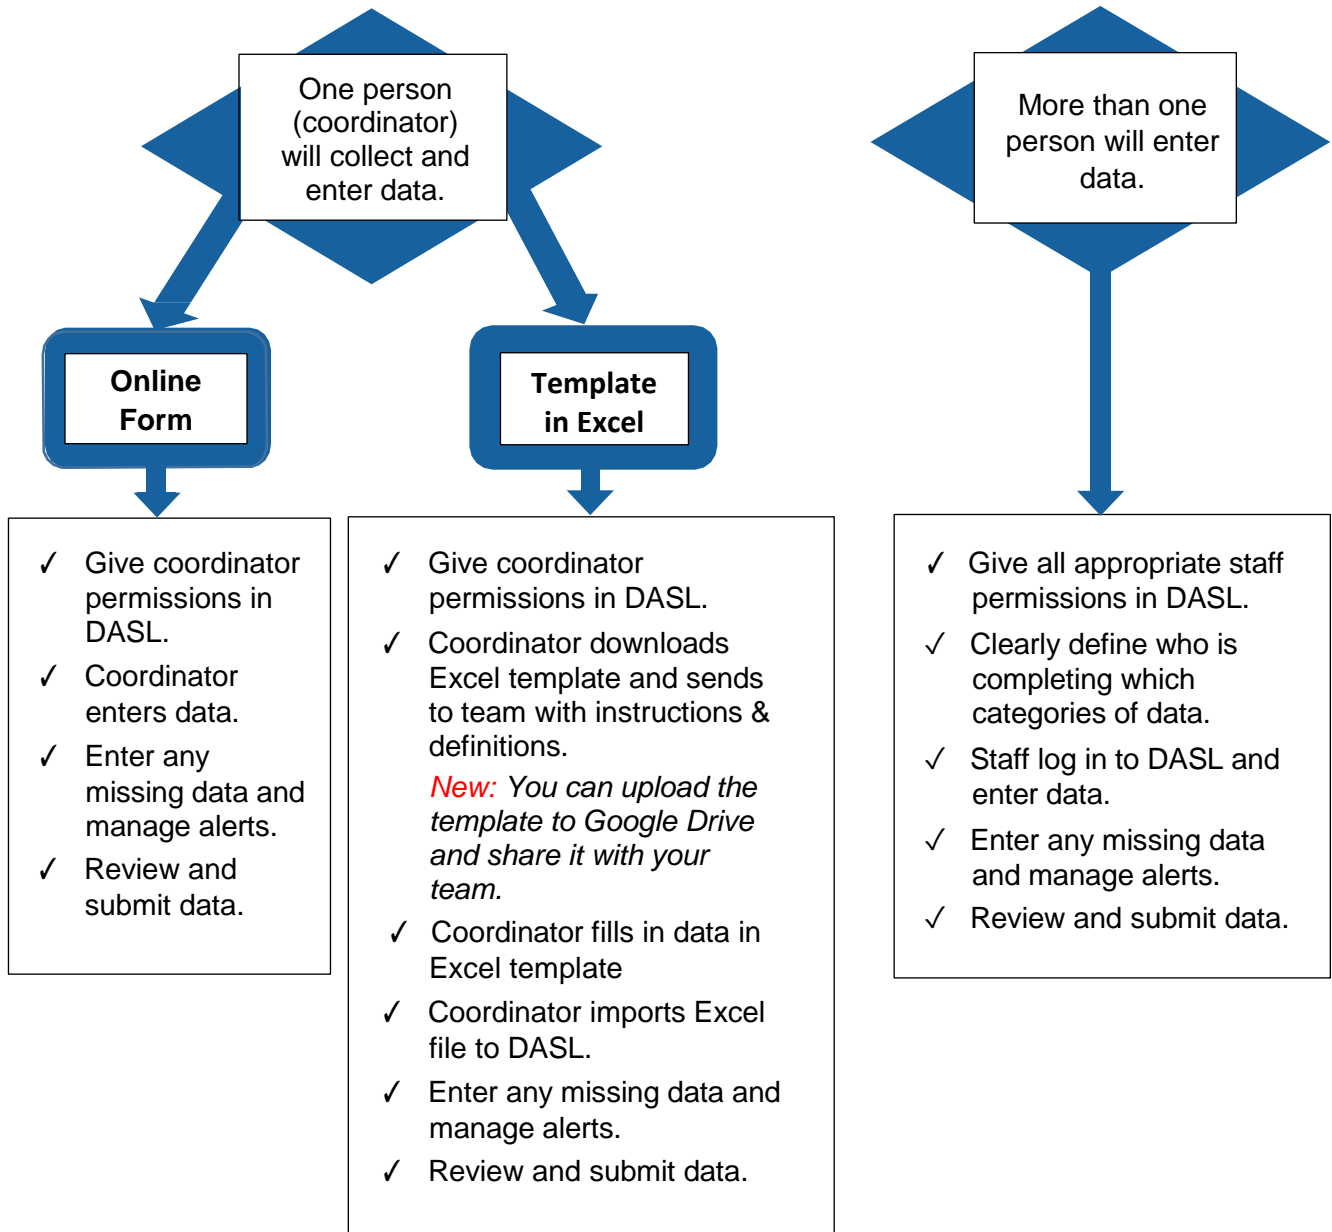 One person
(coordinator)
will collect and
enter data.
More than one
person will enter
data.
Online
Form
Template
in Excel
✓ Give coordinator
permissions in
DASL.
✓ Coordinator
enters data.
✓ Enter any
missing data and
manage alerts.
✓ Review and
submit data.
✓ Give coordinator
permissions in DASL.
✓ Coordinator downloads
Excel template and sends
to team with instructions &
definitions.
New: You can upload the
template to Google Drive
and share it with your
team.
✓ Coordinator fills in data in
Excel template
✓ Coordinator imports Excel
file to DASL.
✓ Enter any missing data and
manage alerts.
✓ Review and submit data.
✓ Give all appropriate staff
permissions in DASL.
✓ Clearly define who is
completing which
categories of data.
✓ Staff log in to DASL and
enter data.
✓ Enter any missing data
and manage alerts.
✓ Review and submit data.